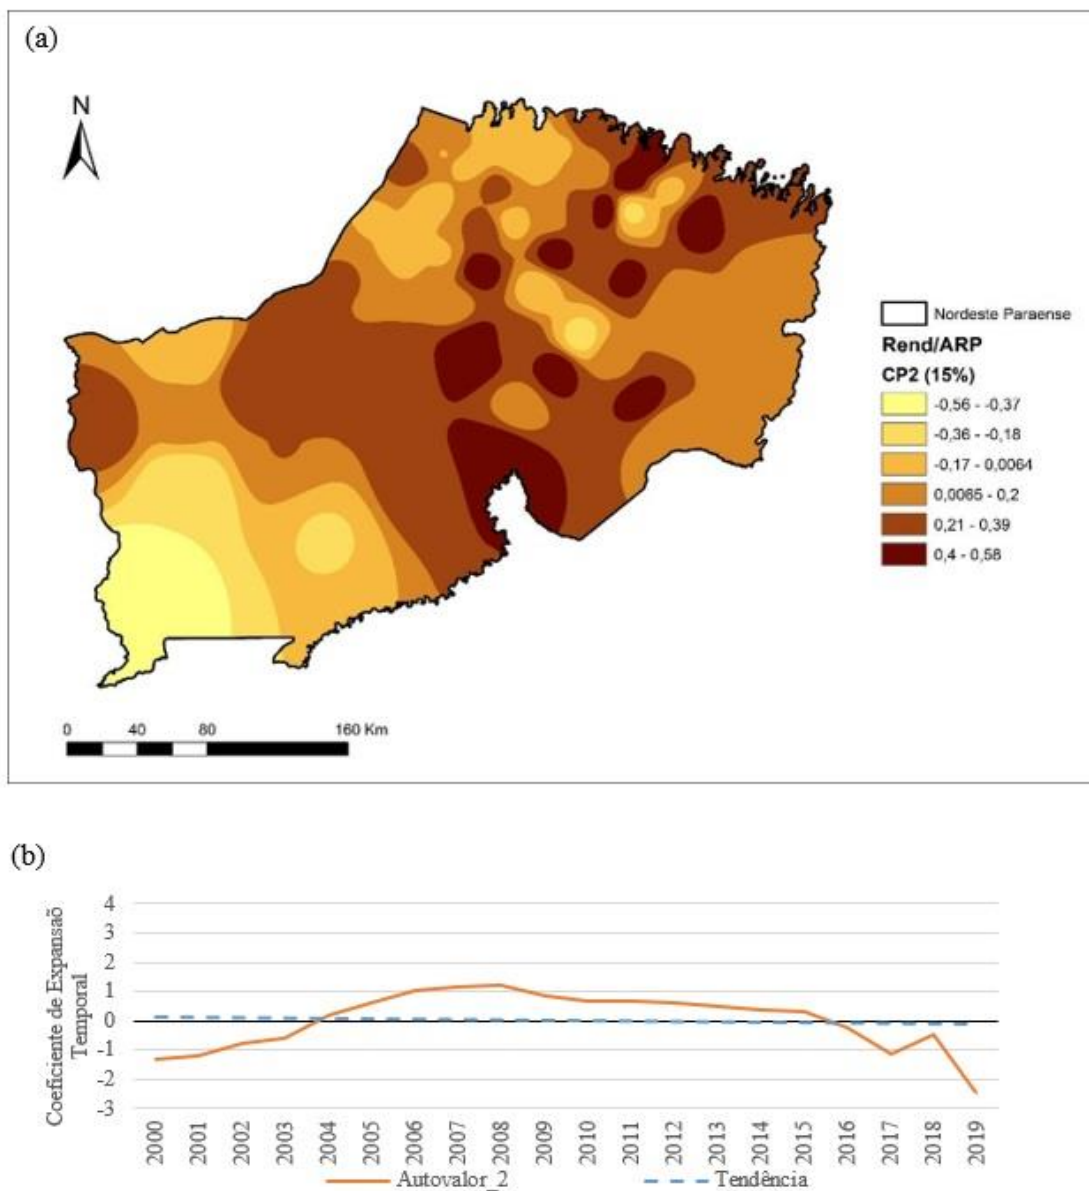 (a)
N
Nordeste Paraense
Rend/ARP
CP2 (15%)
-0,56 - -0,37
-0,36 - -0,18
-0,17 - 0,0064
0,0065 - 0,2
0,21 - 0,39
0,4 - 0,58
0 40 80 160 Km
(b)
Coeficiente de Expansão
Temporal
4
3
2
1
0
-1
-2
-3
2000 2001 2002 2003 2004 2005 2006 2007 2008 2009 2010 2011 2012 2013 2014 2015 2016 2017 2018 2019
Autovalor_2 Tendência